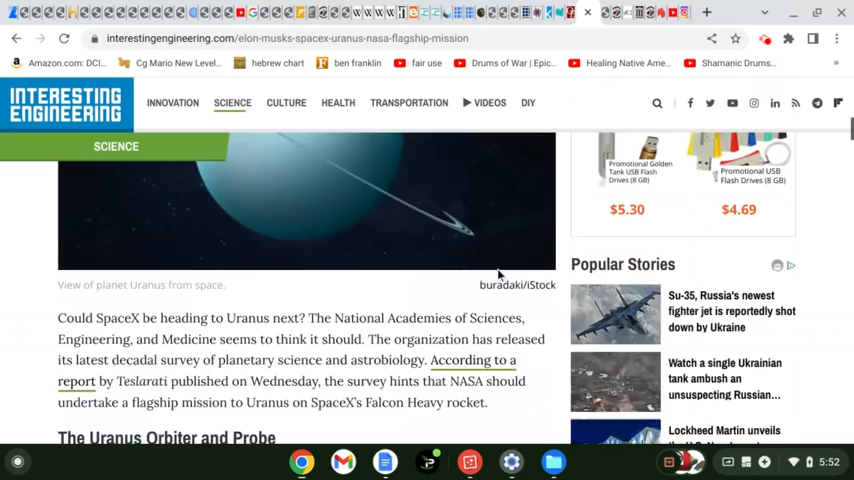 interestingengineering.com/elon-musks-spacex-uranus-nasa-flagship-mission
Amazon.com: DCI...
Cg Mario New Level...
hebrew chart
ben franklin
fair use
Drums of War | Epic...
Healing Native Ame...
Shamanic Drums...
»
INTERESTING
ENGINEERING
INNOVATION
SCIENCE
CULTURE
HEALTH
TRANSPORTATION
VIDEOS
DIY
SCIENCE
Promotional Golden
Tank USB Flash
Drives (8 GB)
Promotional USB
Flash Drives (8 GB)
$5.30
$4.69
View of planet Uranus from space.
buradaki/iStock
Could SpaceX be heading to Uranus next? The National Academies of Sciences,
Engineering, and Medicine seems to think it should. The organization has released
its latest decadal survey of planetary science and astrobiology. According to a
report by Teslarati published on Wednesday, the survey hints that NASA should
undertake a flagship mission to Uranus on SpaceX's Falcon Heavy rocket.
The Uranus Orbiter and Probe
Popular Stories
Su-35, Russia's newest
fighter jet is reportedly shot
down by Ukraine
Watch a single Ukrainian
tank ambush an
unsuspecting Russian...
Lockheed Martin unveils
5:52